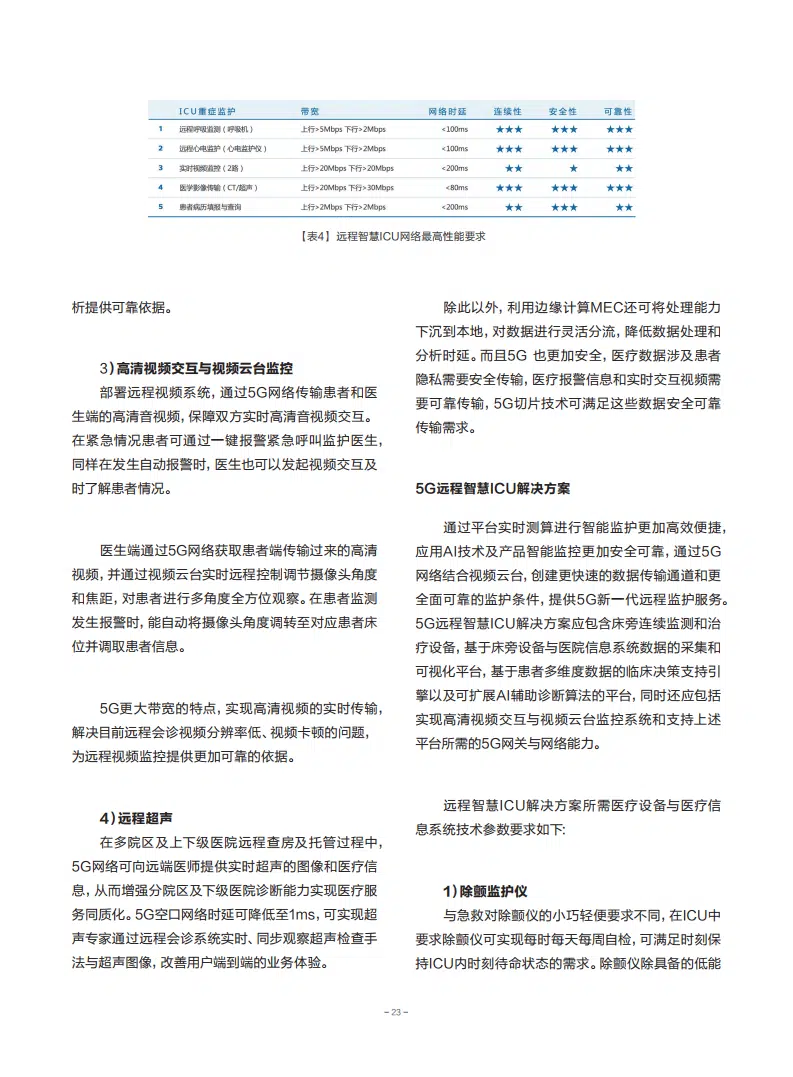 ICU重症监护 带宽 网络时延 连续性 安全性 可靠性
1 远程呼吸监测（呼吸机） 上行>5Mbps 下行>2Mbps <100ms ★★★ ★★★ ★★★
2 远程心电监护（心电监护仪） 上行>5Mbps 下行>2Mbps <100ms ★★★ ★★★ ★★★
3 实时视频监控（2路） 上行>20Mbps 下行>20Mbps <200ms ★★ ★ ★★
4 医学影像传输（CT/超声） 上行>20Mbps 下行>30Mbps <80ms ★★★ ★★★ ★★★
5 患者病历填报与查询 上行>2Mbps 下行>2Mbps <200ms ★★ ★★★ ★★
【表4】远程智慧ICU网络最高性能要求
析提供可靠依据。
3）高清视频交互与视频云台监控
部署远程视频系统，通过5G网络传输患者和医
生端的高清音视频，保障双方实时高清音视频交互。
在紧急情况患者可通过一键报警紧急呼叫监护医生，
同样在发生自动报警时，医生也可以发起视频交互及
时了解患者情况。
医生端通过5G网络获取患者端传输过来的高清
视频，并通过视频云台实时远程控制调节摄像头角度
和焦距，对患者进行多角度全方位观察。在患者监测
发生报警时，能自动将摄像头角度调转至对应患者床
位并调取患者信息。
5G更大带宽的特点，实现高清视频的实时传输，
解决目前远程会诊视频分辨率低、视频卡顿的问题，
为远程视频监控提供更加可靠的依据。
4）远程超声
在多院区及上下级医院远程查房及托管过程中，
5G网络可向远端医师提供实时超声的图像和医疗信
息，从而增强分院区及下级医院诊断能力实现医疗服
务同质化。5G空口网络时延可降低至1ms，可实现超
声专家通过远程会诊系统实时、同步观察超声检查手
法与超声图像，改善用户端到端的业务体验。
除此以外，利用边缘计算MEC还可将处理能力
下沉到本地，对数据进行灵活分流，降低数据处理和
分析时延。而且5G 也更加安全，医疗数据涉及患者
隐私需要安全传输，医疗报警信息和实时交互视频需
要可靠传输，5G切片技术可满足这些数据安全可靠
传输需求。
5G远程智慧ICU解决方案
通过平台实时测算进行智能监护更加高效便捷，
应用AI技术及产品智能监控更加安全可靠，通过5G
网络结合视频云台，创建更快速的数据传输通道和更
全面可靠的监护条件，提供5G新一代远程监护服务。
5G远程智慧ICU解决方案应包含床旁连续监测和治
疗设备，基于床旁设备与医院信息系统数据的采集和
可视化平台，基于患者多维度数据的临床决策支持引
擎以及可扩展AI辅助诊断算法的平台，同时还应包括
实现高清视频交互与视频云台监控系统和支持上述
平台所需的5G网关与网络能力。
远程智慧ICU解决方案所需医疗设备与医疗信
息系统技术参数要求如下:
1）除颤监护仪
与急救对除颤仪的小巧轻便要求不同，在ICU中
要求除颤仪可实现每时每天每周自检，可满足时刻保
持ICU内时刻待命状态的需求。除颤仪除具备的低能
– 23 –